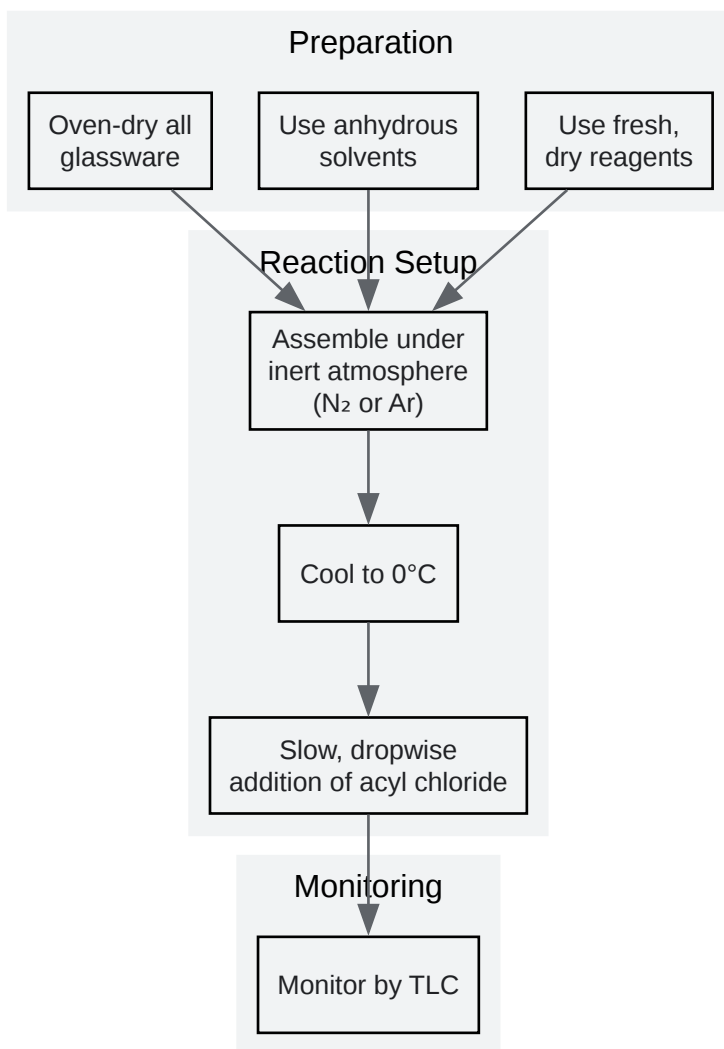 Preparation
Oven-dry all
glassware
Use anhydrous
solvents
Use fresh,
dry reagents
Reaction Setup
Assemble under
inert atmosphere
(N₂ or Ar)
Cool to 0°C
Slow, dropwise
addition of acyl chloride
Monitoring
Monitor by TLC